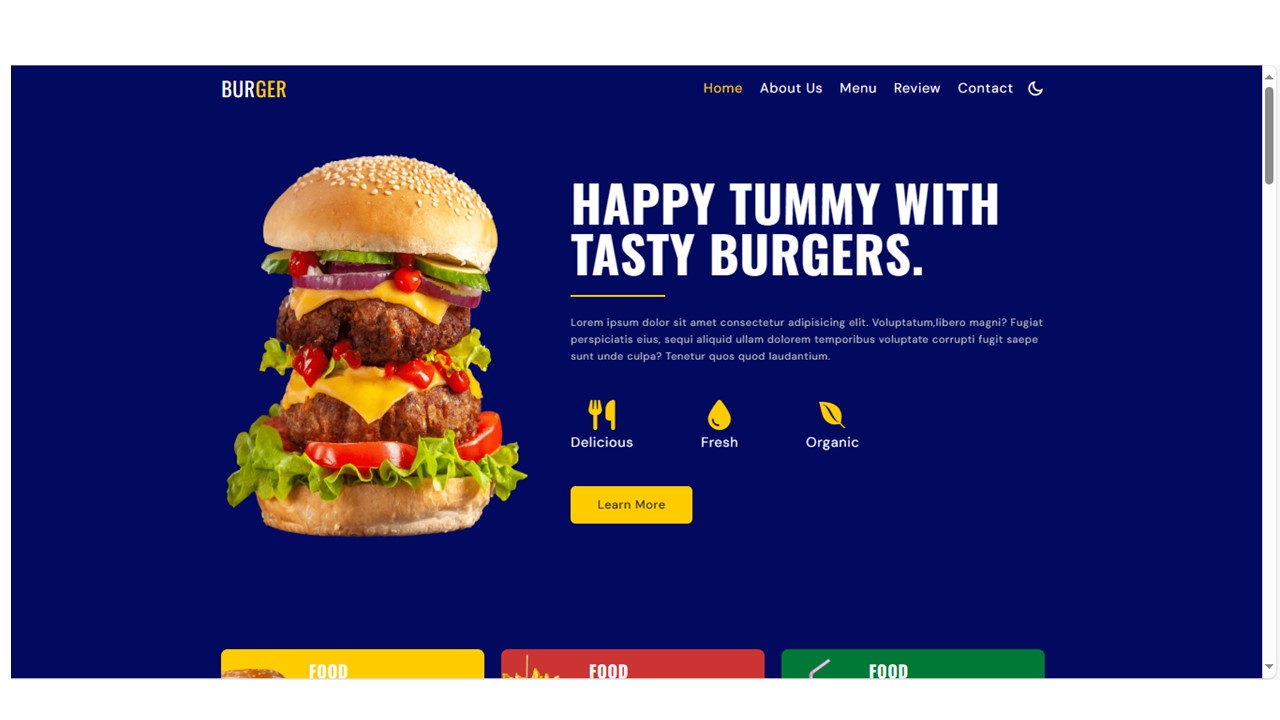 BURGER
Home About Us Menu Review Contact
HAPPY TUMMY WITH
TASTY BURGERS.
Lorem ipsum dolor sit amet consectetur adipisicing elit. Voluptatum,libero magni? Fugiat
perspiciatis eius, sequi aliquid ullam dolorem temporibus voluptate corrupti fugit saepe
sunt unde culpa? Tenetur quos quod laudantium.
Delicious Fresh Organic
Learn More
FOOD FOOD FOOD